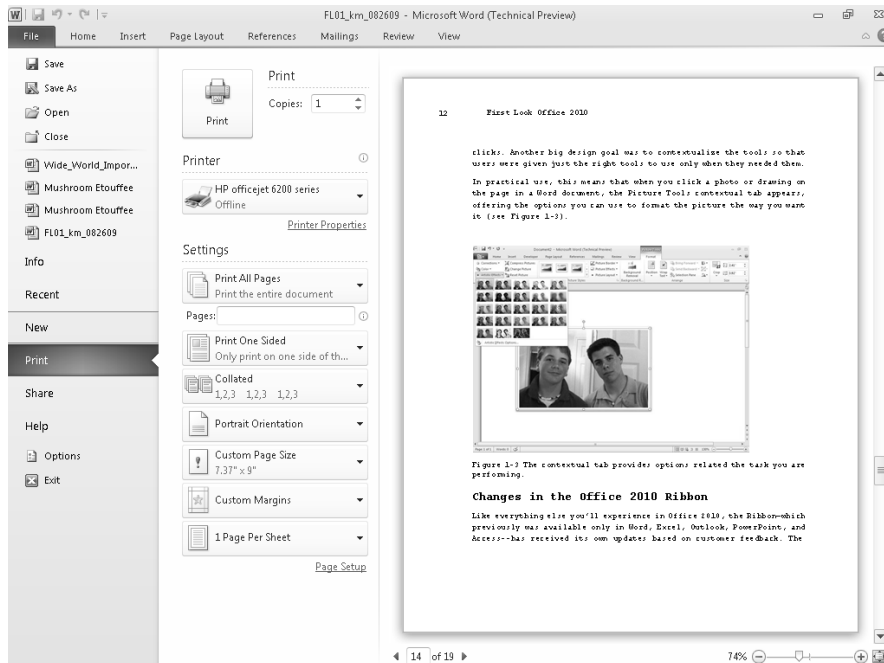 FL01_km_082609 - Microsoft Word (Technical Preview)
File Home Insert Page Layout References Mailings Review View
Save
Save As
Open
Close
Wide_World_Impor...
Mushroom Etouffee
Mushroom Etouffee
FL01_km_082609
Info
Recent
New
Print
Share
Help
Options
Exit
Print
Print
Copies: 1
Printer
HP officejet 6200 series
Offline
Printer Properties
Settings
Print All Pages
Print the entire document
Pages:
Print One Sided
Only print on one side of th...
Collated
1,2,3 1,2,3 1,2,3
Portrait Orientation
Custom Page Size
7.37" x 9"
Custom Margins
1 Page Per Sheet
Page Setup
12 First Look Office 2010
clicks. Another big design goal was to contextualize the tools so that
users were given just the right tools to use only when they needed them.
In practical use, this means that when you click a photo or drawing on
the page in a Word document, the Picture Tools contextual tab appears,
offering the options you can use to format the picture the way you want
it (see Figure 1-3).
Figure 1-3 The contextual tab provides options related the task you are
performing.
Changes in the Office 2010 Ribbon
Like everything else you'll experience in Office 2010, the Ribbon—which
previously was available only in Word, Excel, Outlook, PowerPoint, and
Access--has received its own updates based on customer feedback. The
14 of 19
74%